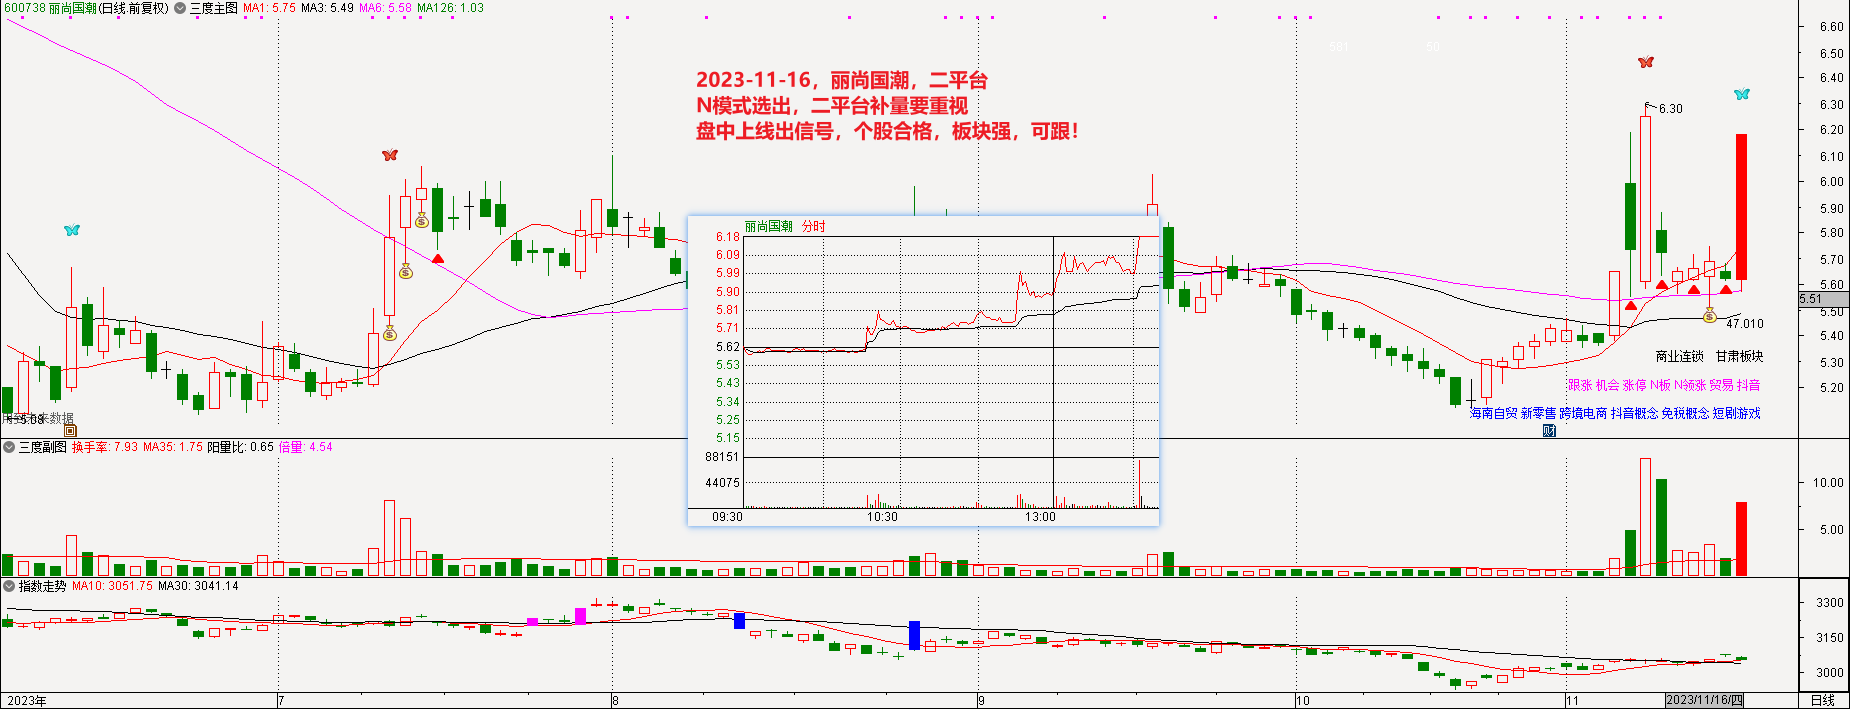 600738 丽尚国潮(日线.前复权) 三度主图 MA1: 5.75 MA3: 5.49 MA6: 5.58 MA126: 1.03
2023-11-16，丽尚国潮，二平台
N模式选出，二平台补量要重视
盘中上线出信号，个股合格，板块强，可跟！
581 50
6.60
6.50
6.40
6.30
6.20
6.10
6.00
5.90
5.80
5.70
5.60
5.51
5.50
5.40
5.30
5.20
6.30
47.010
商业连锁 甘肃板块
跟涨 机会 涨停 N板 N领涨 贸易 抖音
海南自贸 新零售 跨境电商 抖音概念 免税概念 短剧游戏
财
丽尚国潮 分时
6.18
6.09
5.99
5.90
5.81
5.71
5.62
5.53
5.43
5.34
5.25
5.15
88151
44075
09:30 10:30 13:00
三度副图 换手率: 7.93 MA35: 1.75 阳量比: 0.65 倍量: 4.54
10.00
5.00
指数走势 MA10: 3051.75 MA30: 3041.14
3300
3150
3000
2023年 7 8 9 10 11 2023/11/16/四 日线